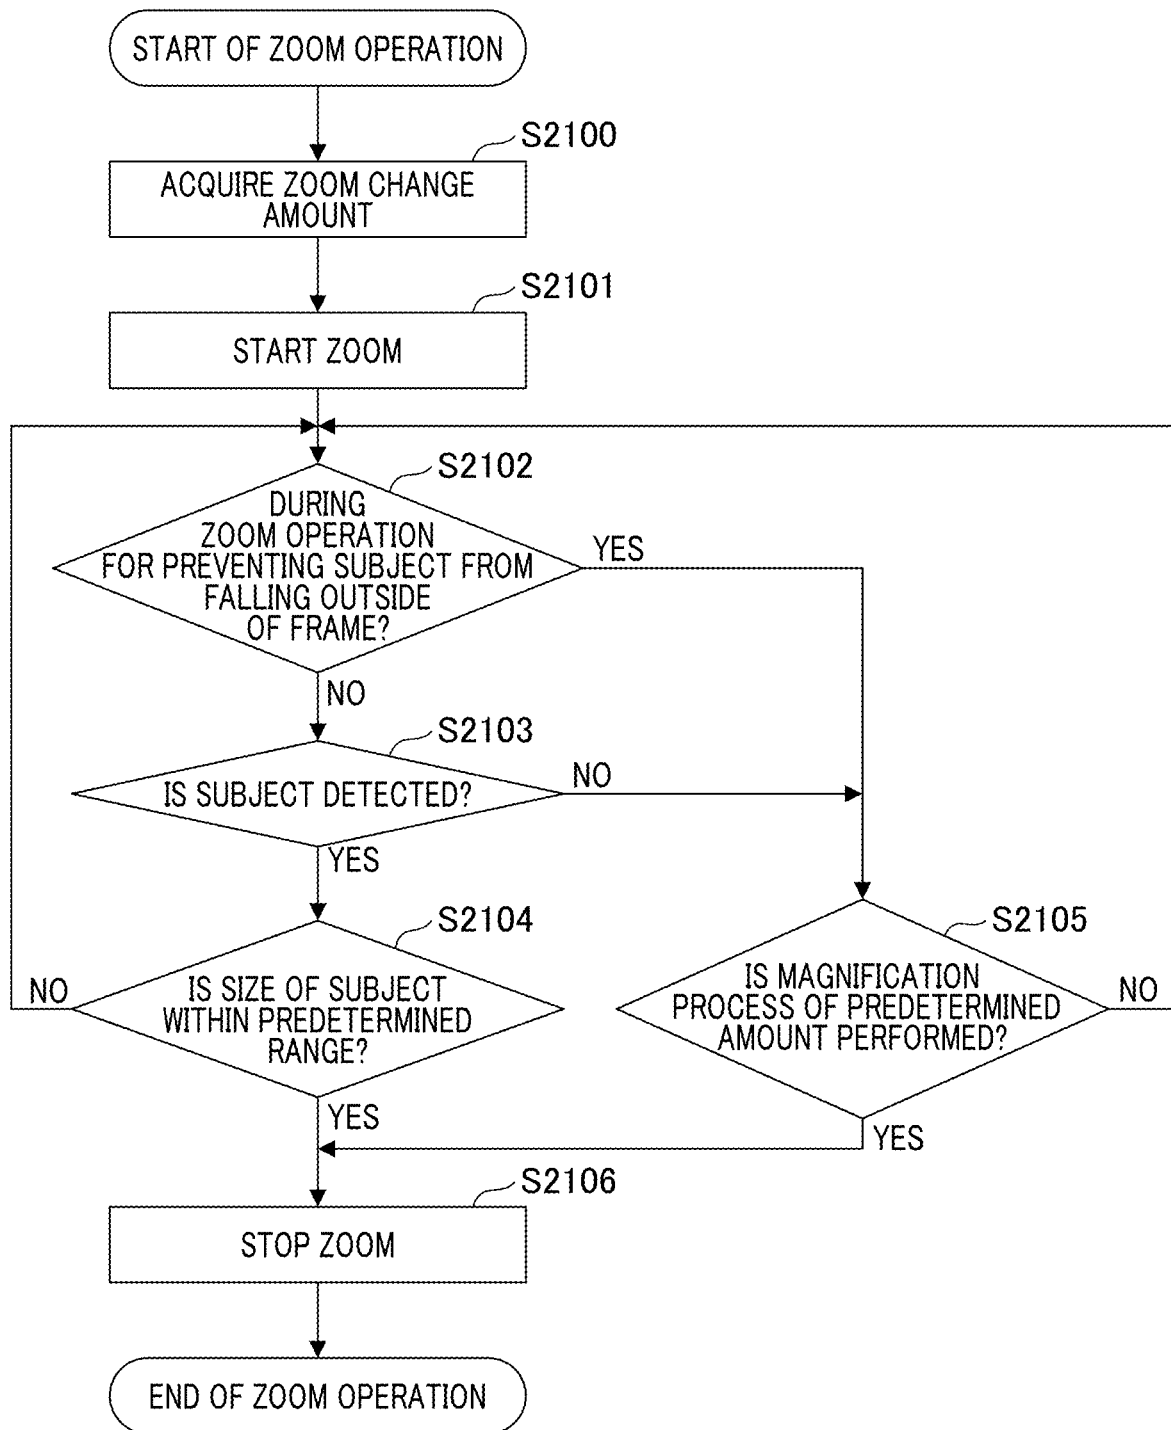 START OF ZOOM OPERATION
S2100
ACQUIRE ZOOM CHANGE
AMOUNT
S2101
START ZOOM
S2102
DURING
ZOOM OPERATION
FOR PREVENTING SUBJECT FROM
FALLING OUTSIDE
OF FRAME?
YES
NO
S2103
IS SUBJECT DETECTED?
NO
YES
S2104
IS SIZE OF SUBJECT
WITHIN PREDETERMINED
RANGE?
NO
YES
S2105
IS MAGNIFICATION
PROCESS OF PREDETERMINED
AMOUNT PERFORMED?
NO
YES
S2106
STOP ZOOM
END OF ZOOM OPERATION